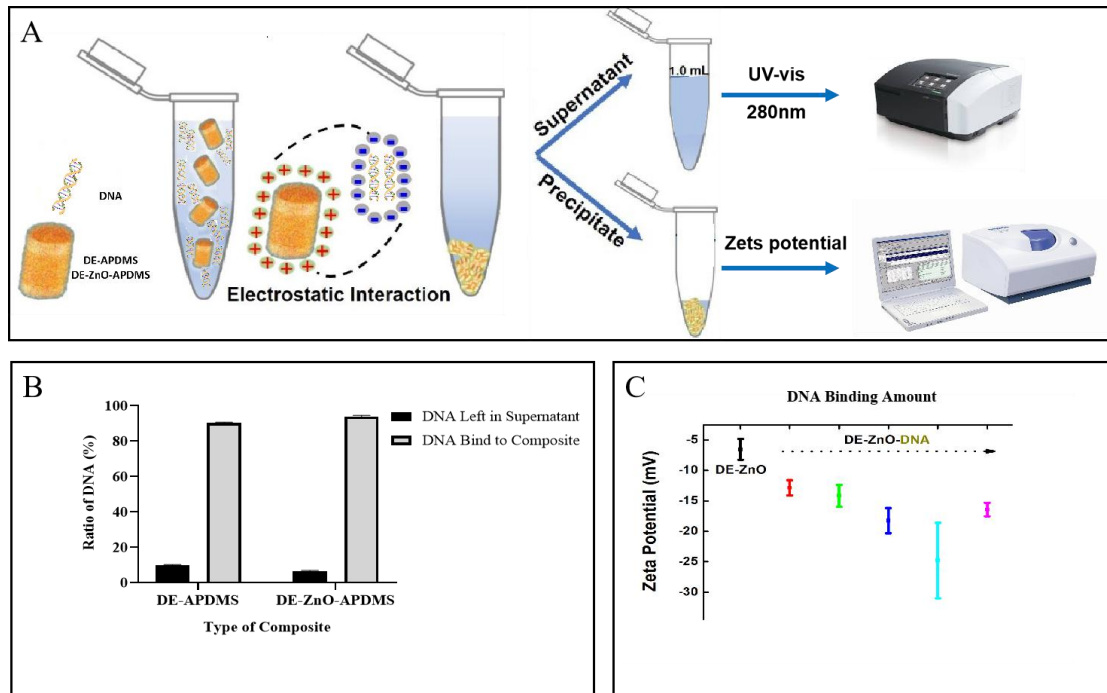 A
DNA
DE-APDMS
DE-ZnO-APDMS
Electrostatic Interaction
Supernatant
Precipitate
1.0 mL
UV-vis
280nm
Zets potential
B
100
80
60
40
20
0
Ratio of DNA (%)
DNA Left in Supernatant
DNA Bind to Composite
DE-APDMS
DE-ZnO-APDMS
Type of Composite
C
DNA Binding Amount
-5
-10
-15
-20
-25
-30
Zeta Potential (mV)
DE-ZnO
DE-ZnO-DNA